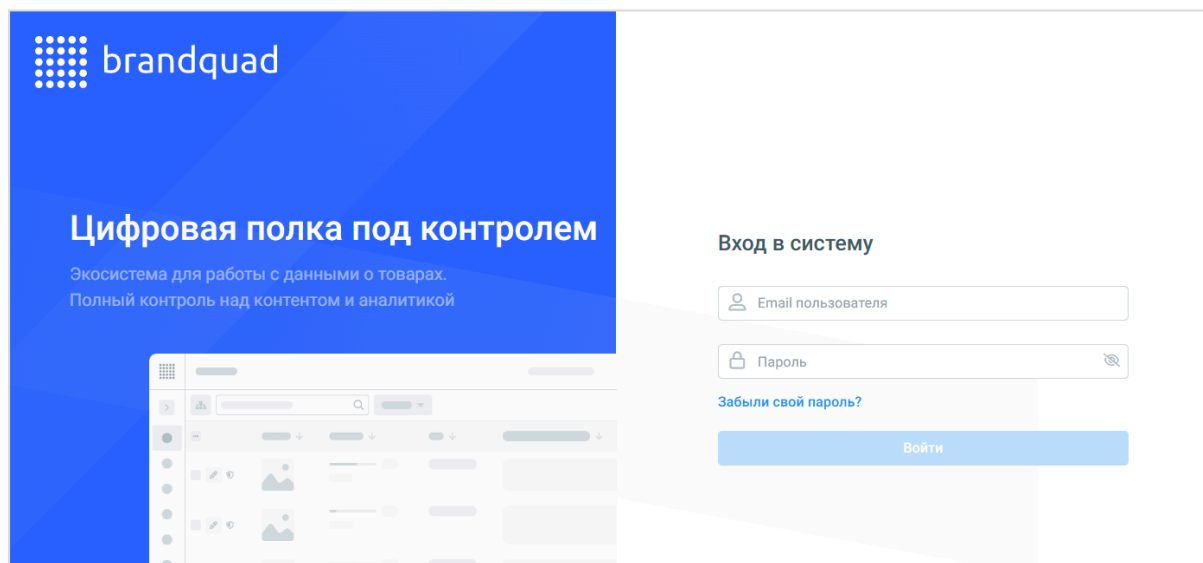 brandquad
Цифровая полка под контролем
Экосистема для работы с данными о товарах.
Полный контроль над контентом и аналитикой
Вход в систему
Email пользователя
Пароль
Забыли свой пароль?
Войти